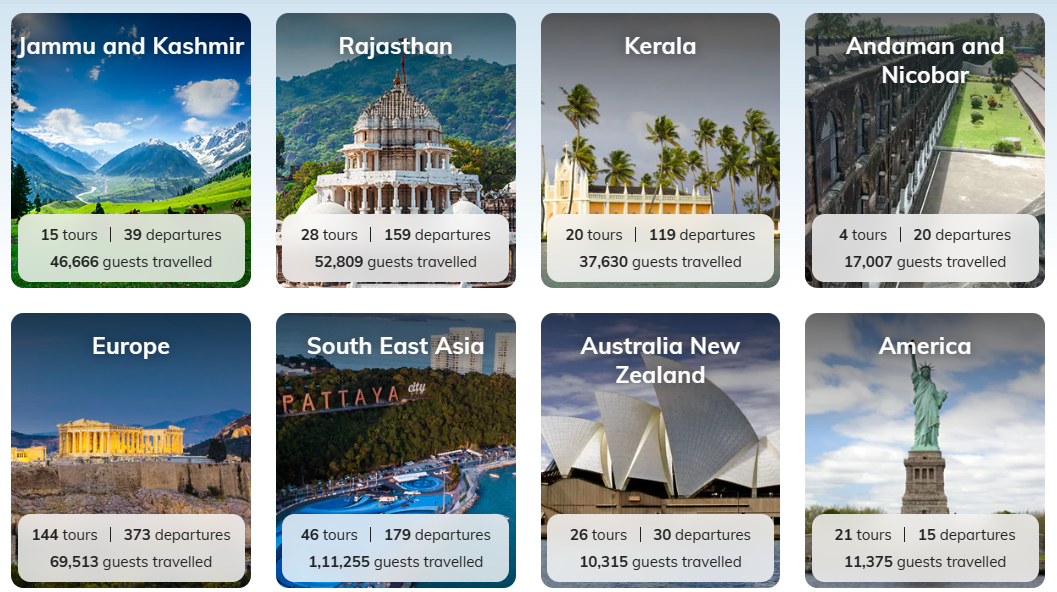 Jammu and Kashmir
15 tours | 39 departures
46,666 guests travelled
Rajasthan
28 tours | 159 departures
52,809 guests travelled
Kerala
20 tours | 119 departures
37,630 guests travelled
Andaman and
Nicobar
4 tours | 20 departures
17,007 guests travelled
Europe
144 tours | 373 departures
69,513 guests travelled
South East Asia
PATTAYA city
46 tours | 179 departures
1,11,255 guests travelled
Australia New
Zealand
26 tours | 30 departures
10,315 guests travelled
America
21 tours | 15 departures
11,375 guests travelled